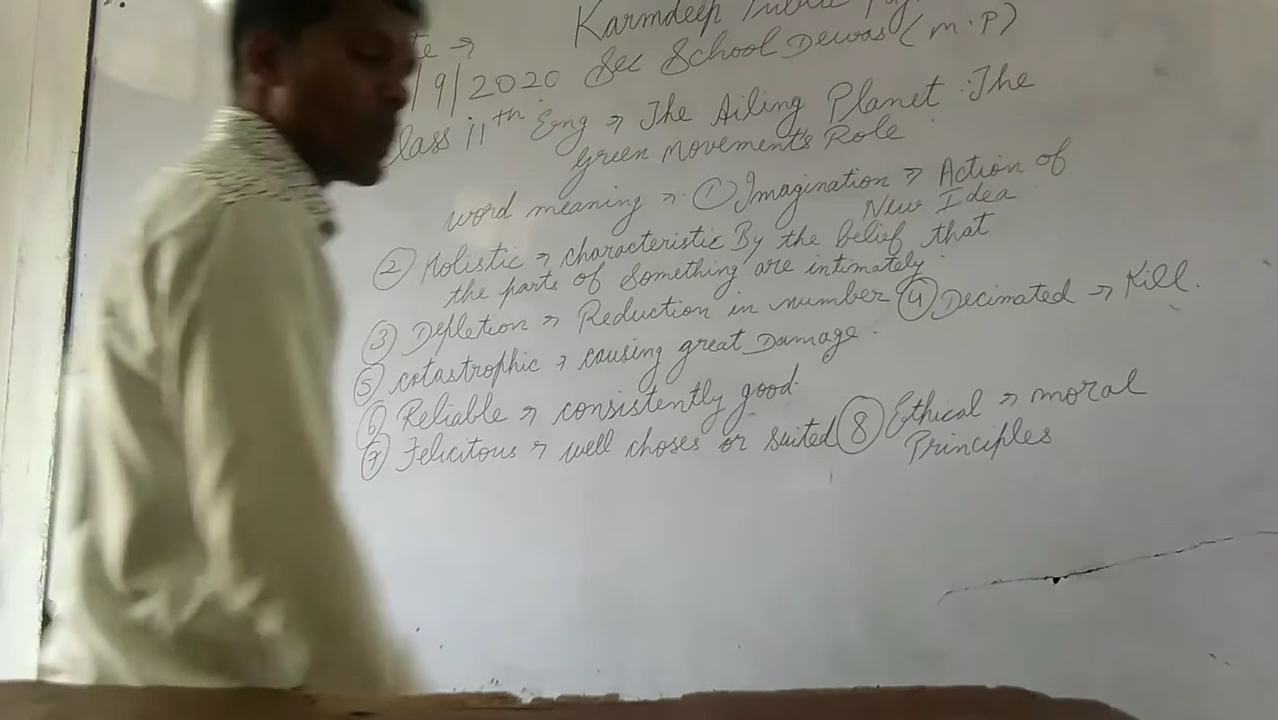 Karmdeep Public
Sec School Dewas (M.P)
/9/2020
Class 11th Eng → The Ailing Planet : The
Green Movement's Role
word meaning → ① Imagination → Action of
New Idea
② Holistic → characteristic By the belief that
the parts of something are intimately.
③ Depletion → Reduction in number ④ Decimated → Kill.
⑤ catastrophic → causing great Damage.
⑥ Reliable → consistently good.
⑦ Felicitous → well choses or suited ⑧ Ethical → moral
Principles